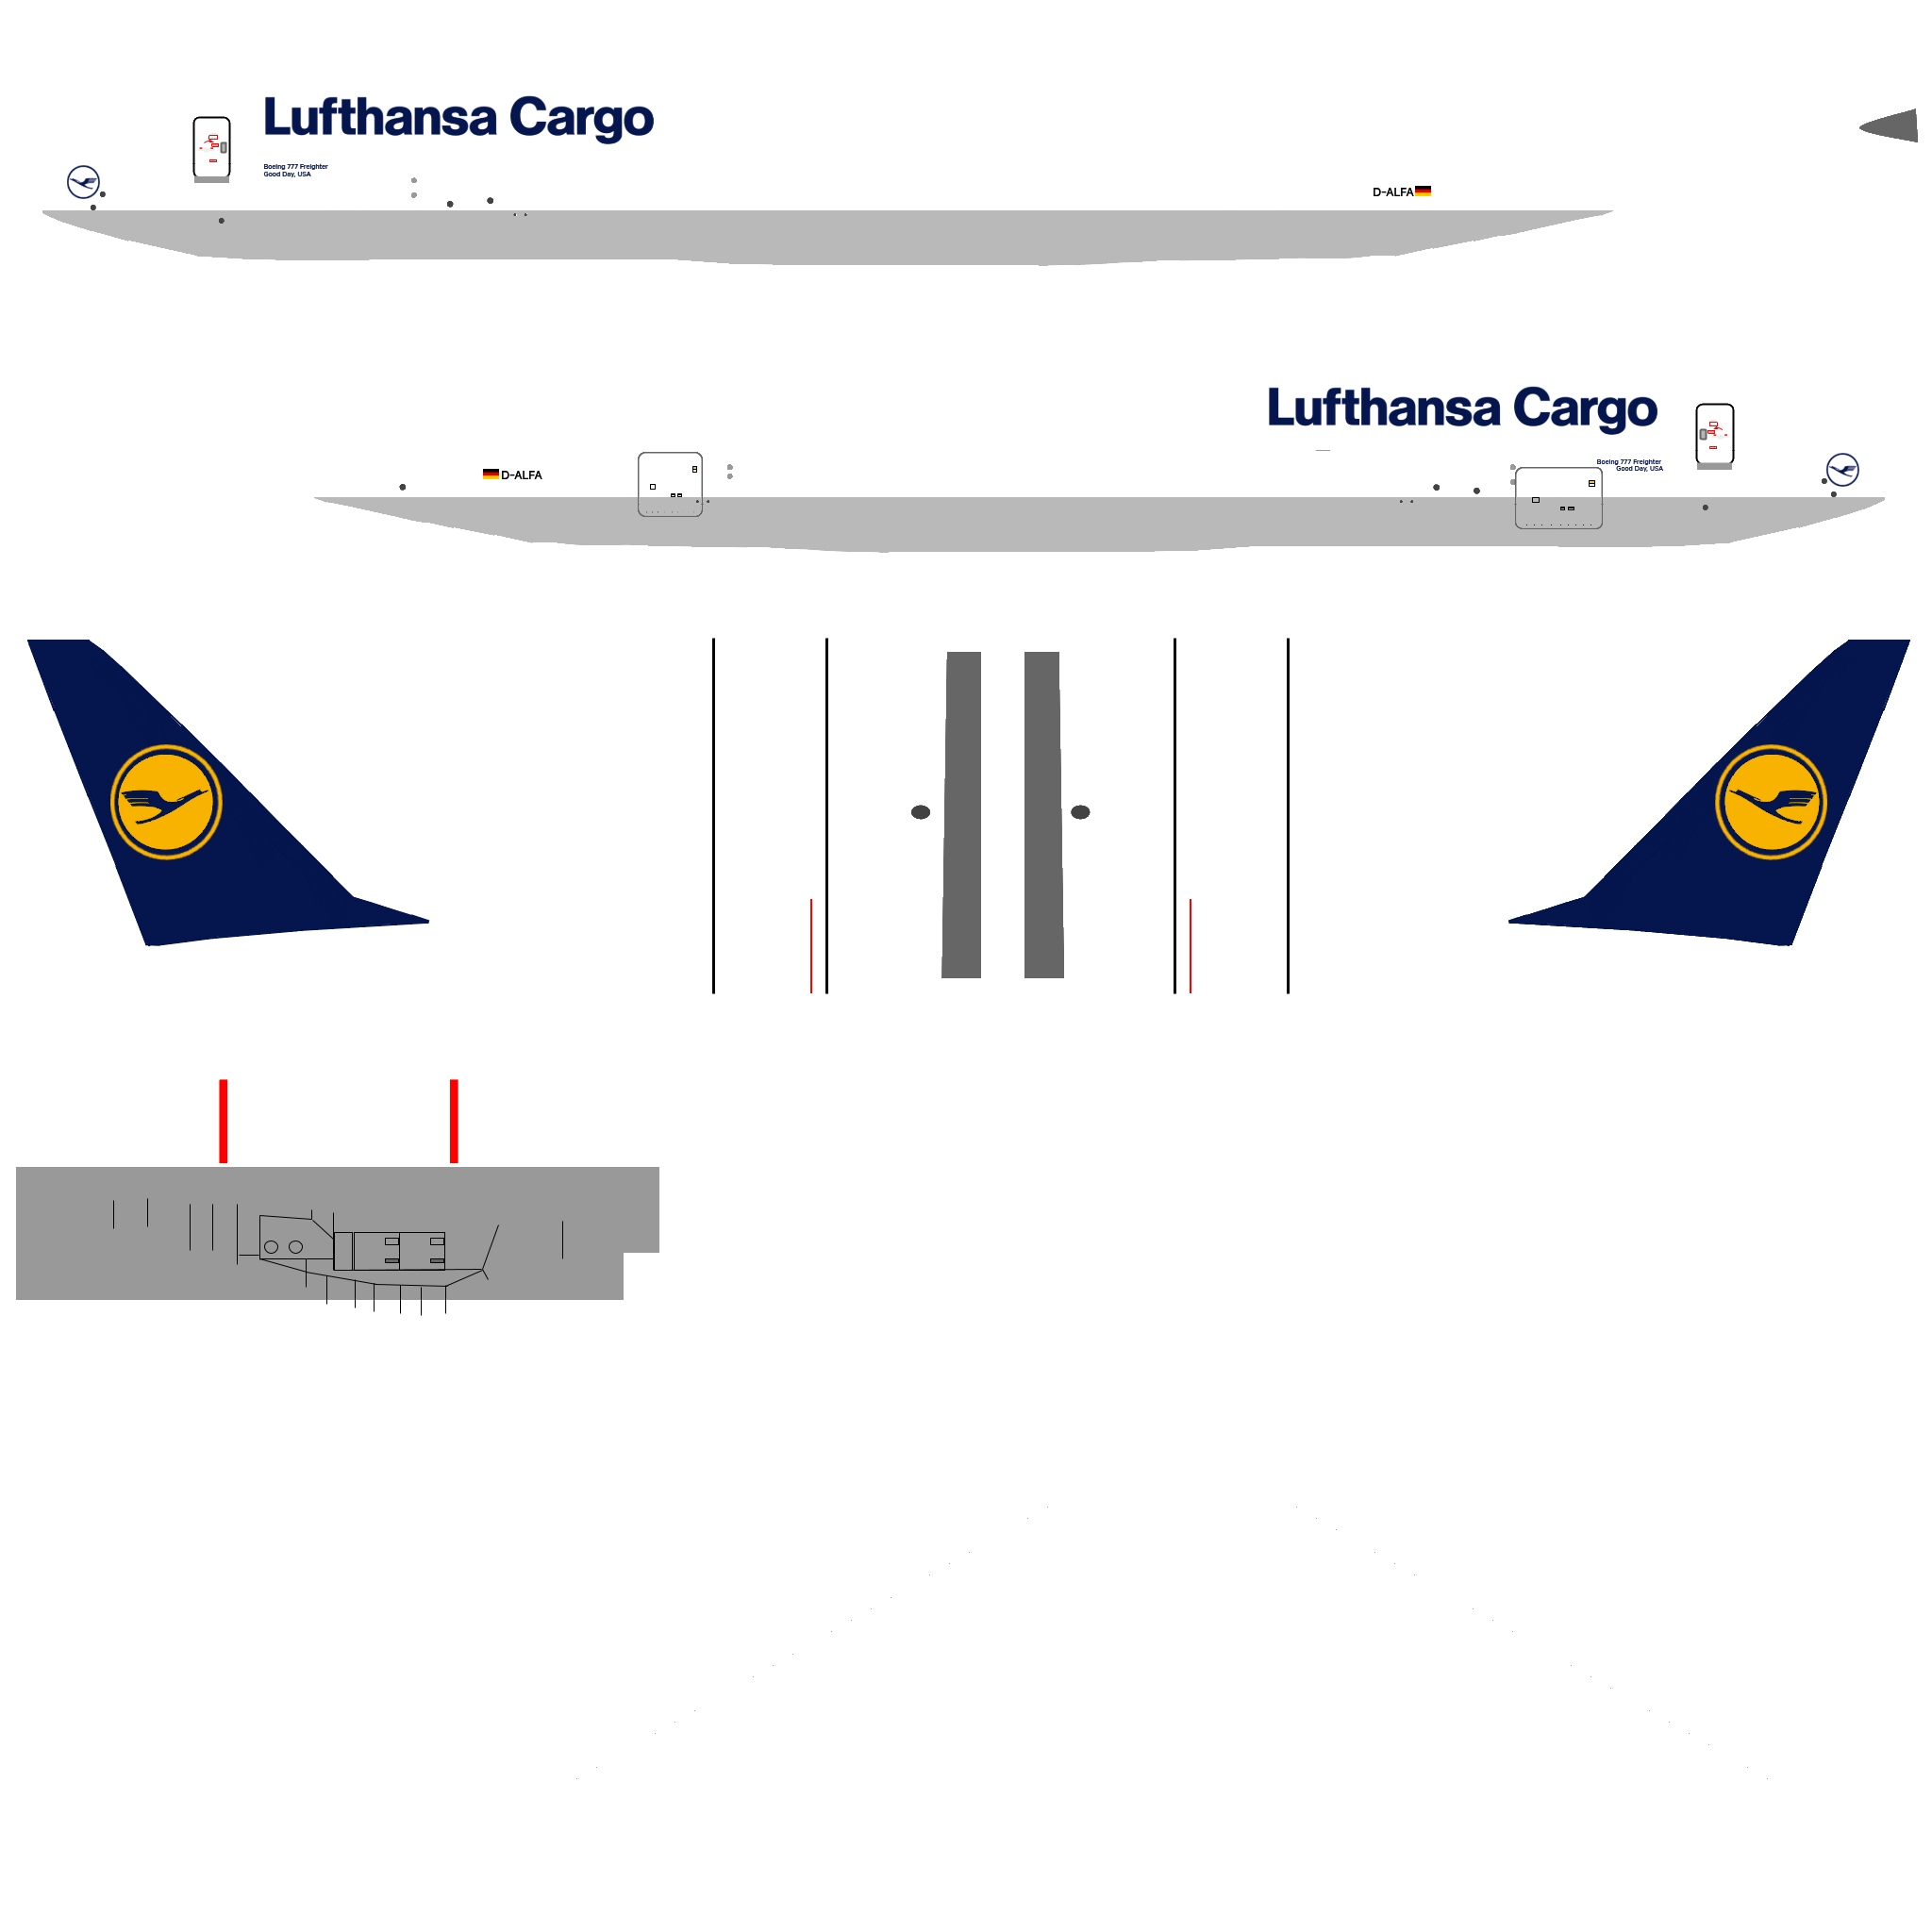 Lufthansa Cargo
Boeing 777 Freighter
Good Day, USA
D-ALFA
Lufthansa Cargo
Boeing 777 Freighter
Good Day, USA
D-ALFA